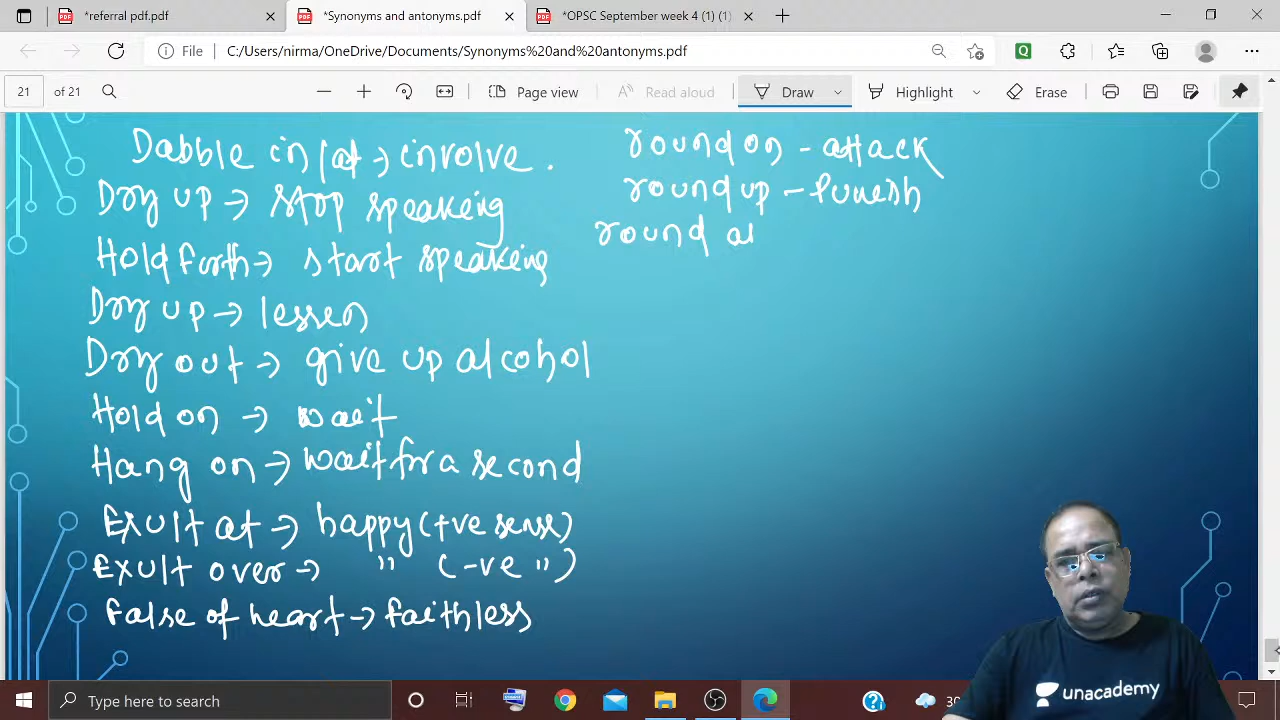 *referral pdf.pdf
*Synonyms and antonyms.pdf
*OPSC September week 4 (1) (1)
File C:/Users/nirma/OneDrive/Documents/Synonyms%20and%20antonyms.pdf
21 of 21 Page view Read aloud Draw Highlight Erase
Dabble in/at → involve.
Dry up → stop speaking
Hold forth → start speaking
Dry up → lessen
Dry out → give up alcohol
Hold on → wait
Hang on → wait for a second
Exult at → happy (+ve sense)
Exult over → " (-ve ")
False of heart → faithless
round on - attack
round up - Punish
round a
unacademy
Type here to search